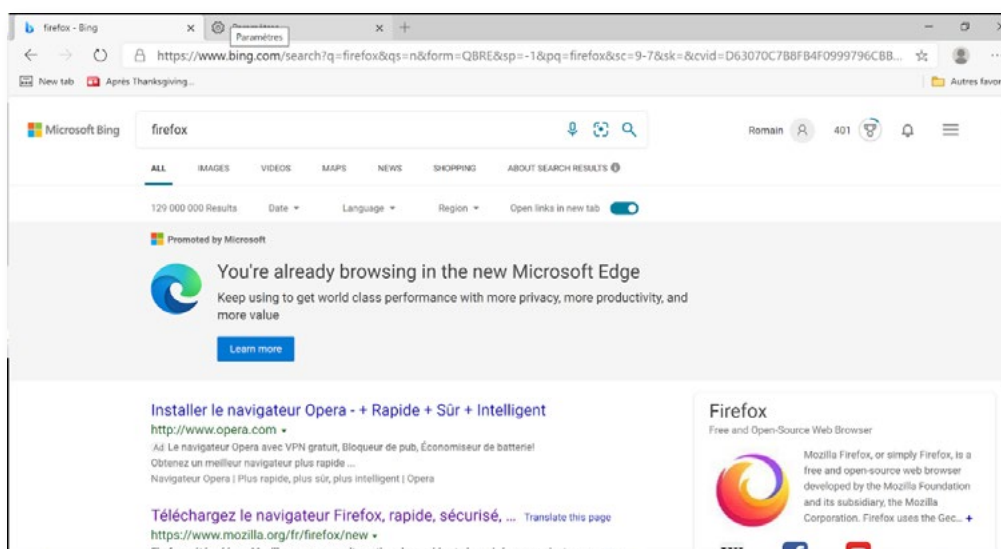 firefox - Bing
Paramètres
https://www.bing.com/search?q=firefox&qs=n&form=QBRE&sp=-1&pq=firefox&sc=9-7&sk=&cvid=D63070C7B8FB4F0999796CBB...
New tab
Après Thanksgiving...
Autres favor
Microsoft Bing
firefox
Romain
401
ALL IMAGES VIDEOS MAPS NEWS SHOPPING ABOUT SEARCH RESULTS
129 000 000 Results Date Language Region Open links in new tab
Promoted by Microsoft
You're already browsing in the new Microsoft Edge
Keep using to get world class performance with more privacy, more productivity, and
more value
Learn more
Installer le navigateur Opera - + Rapide + Sûr + Intelligent
http://www.opera.com
Ad Le navigateur Opera avec VPN gratuit, Bloqueur de pub, Économiseur de batterie!
Obtenez un meilleur navigateur plus rapide ...
Navigateur Opera | Plus rapide, plus sûr, plus intelligent | Opera
Téléchargez le navigateur Firefox, rapide, sécurisé, ... Translate this page
https://www.mozilla.org/fr/firefox/new
Firefox
Free and Open-Source Web Browser
Mozilla Firefox, or simply Firefox, is a
free and open-source web browser
developed by the Mozilla Foundation
and its subsidiary, the Mozilla
Corporation. Firefox uses the Gec... +